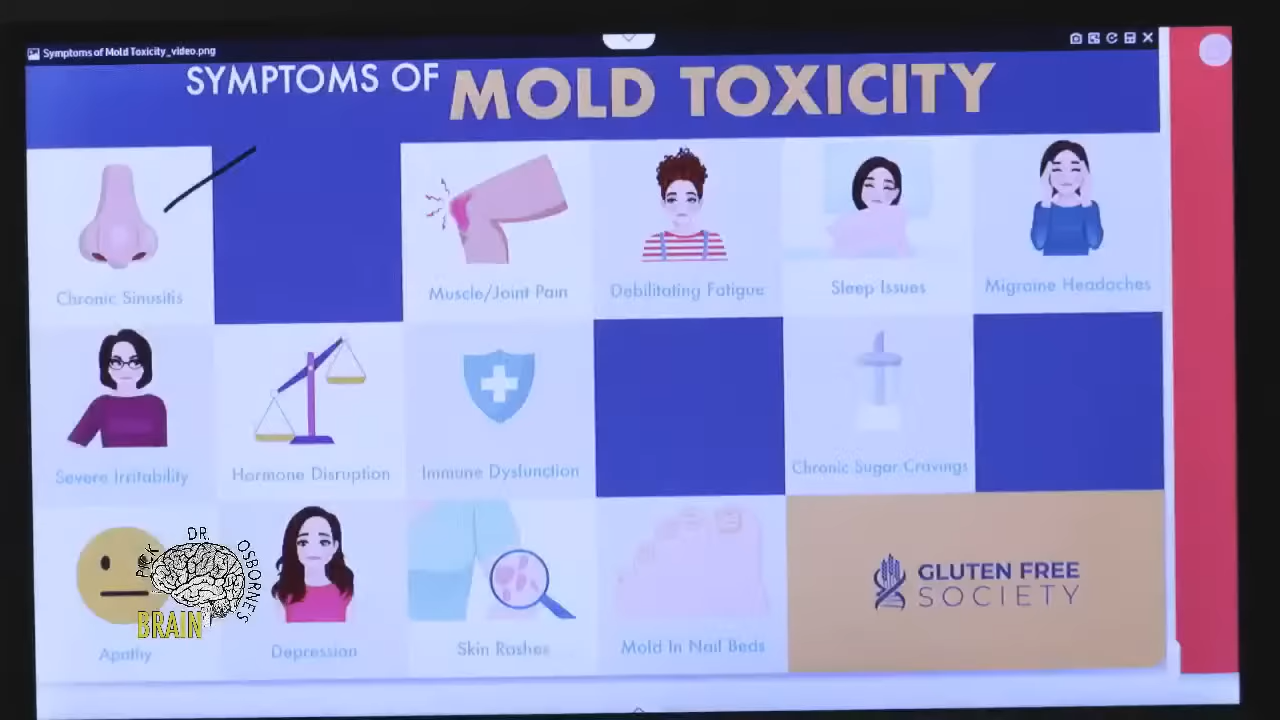 Symptoms of Mold Toxicity_video.png
SYMPTOMS OF MOLD TOXICITY
Chronic Sinusitis
Muscle/Joint Pain
Debilitating Fatigue
Sleep Issues
Migraine Headaches
Severe Irritability
Hormone Disruption
Immune Dysfunction
Chronic Sugar Cravings
Apathy
Depression
Skin Rashes
Mold In Nail Beds
GLUTEN FREE
SOCIETY
PICK
DR.
OSBORNE'S
BRAIN